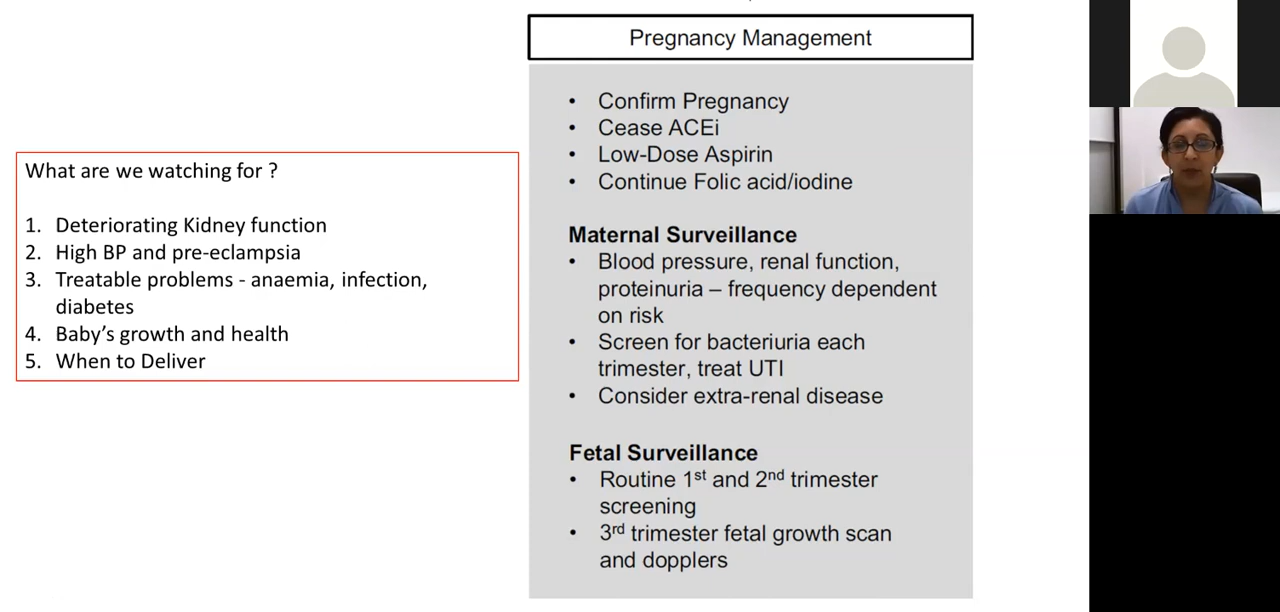 Pregnancy Management
What are we watching for ?
1. Deteriorating Kidney function
2. High BP and pre-eclampsia
3. Treatable problems - anaemia, infection,
diabetes
4. Baby's growth and health
5. When to Deliver
• Confirm Pregnancy
• Cease ACEi
• Low-Dose Aspirin
• Continue Folic acid/iodine
Maternal Surveillance
• Blood pressure, renal function,
proteinuria – frequency dependent
on risk
• Screen for bacteriuria each
trimester, treat UTI
• Consider extra-renal disease
Fetal Surveillance
• Routine 1st and 2nd trimester
screening
• 3rd trimester fetal growth scan
and dopplers